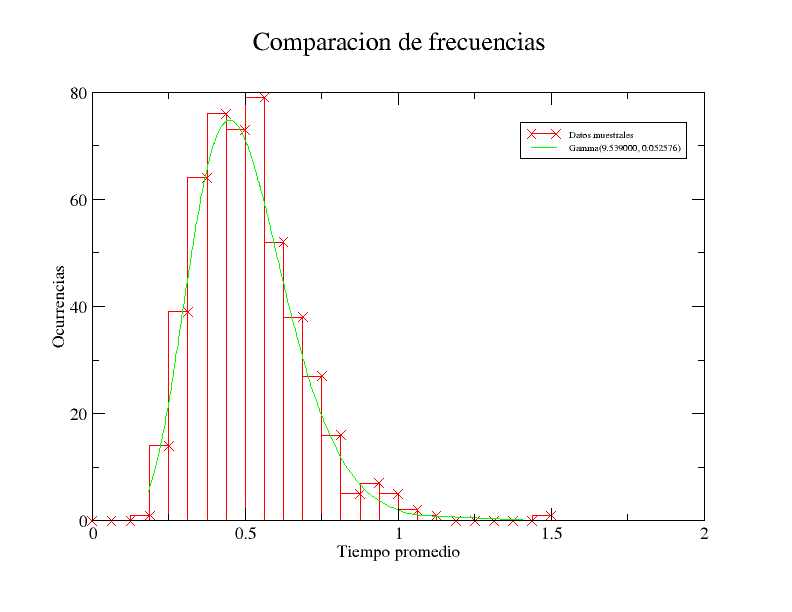 Comparacion de frecuencias
80
60
40
20
0
Ocurrencias
Datos muestrales
Gamma(9.539000, 0.052576)
0
0.5
1
1.5
2
Tiempo promedio